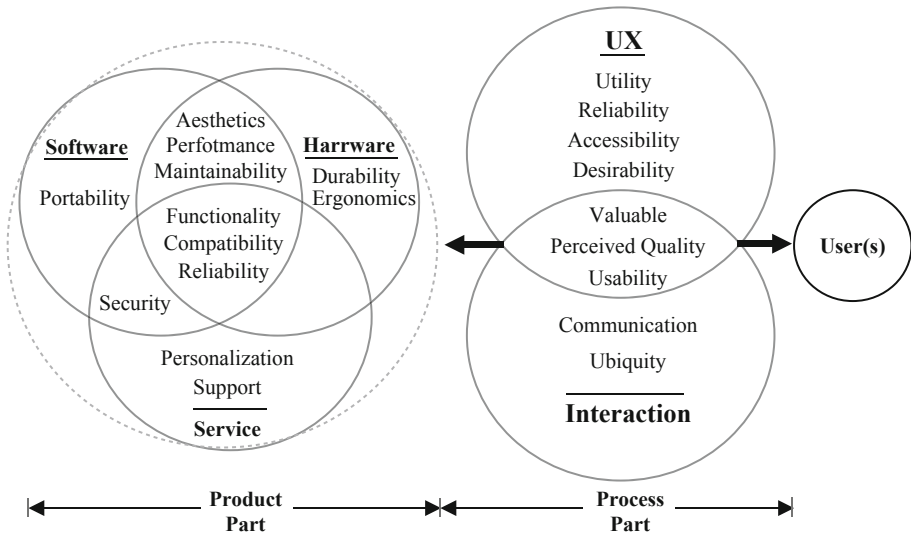 Software
Portability
Aesthetics
Perfotmance
Maintainability
Harrware
Durability
Ergonomics
Functionality
Compatibility
Reliability
Security
Personalization
Support
Service
UX
Utility
Reliability
Accessibility
Desirability
Valuable
Perceived Quality
Usability
Communication
Ubiquity
Interaction
User(s)
Product
Part
Process
Part